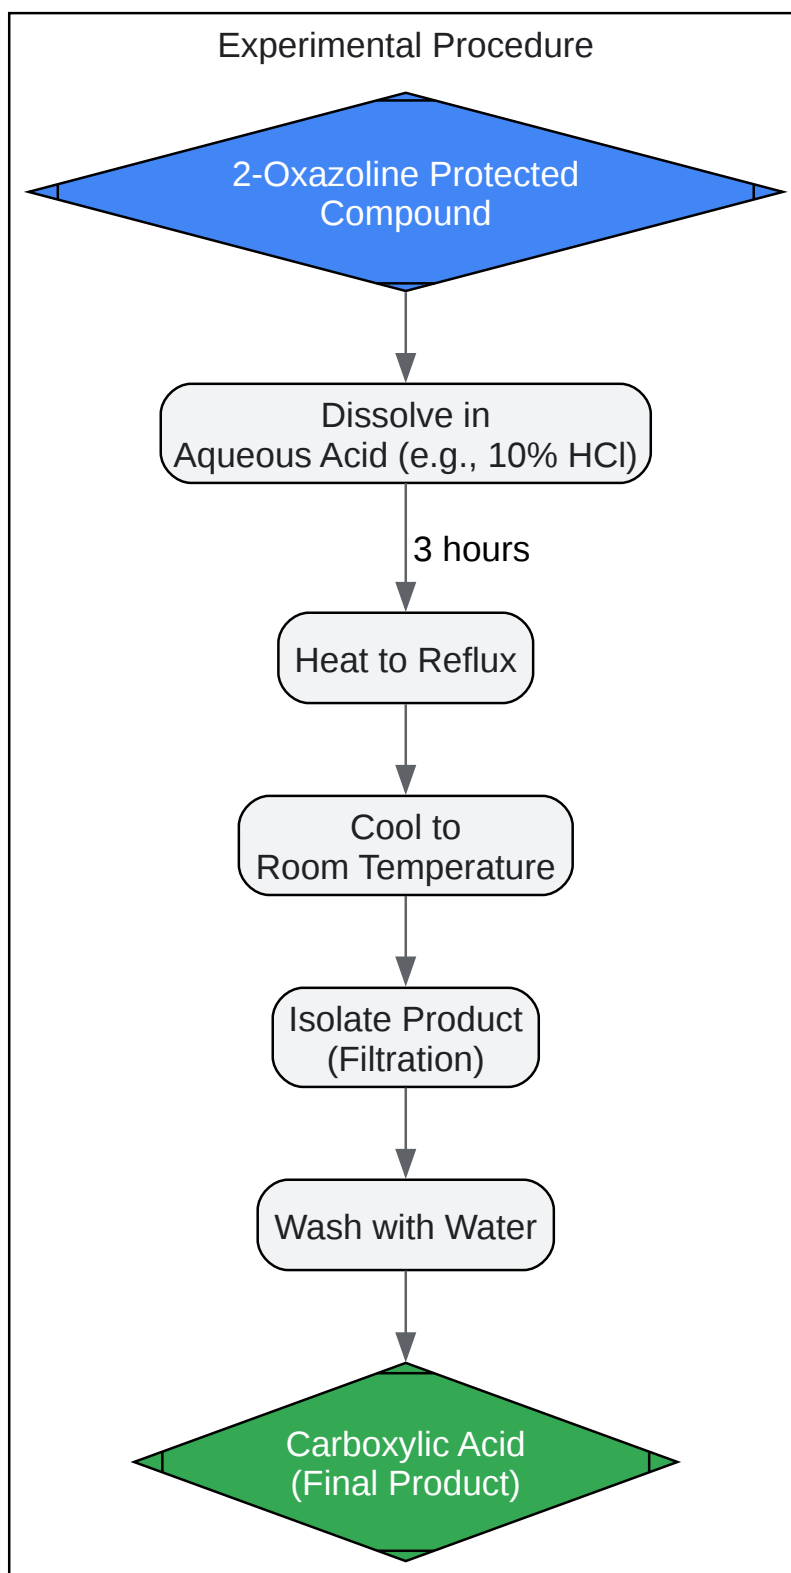 Experimental Procedure
2-Oxazoline Protected
Compound
Dissolve in
Aqueous Acid (e.g., 10% HCl)
3 hours
Heat to Reflux
Cool to
Room Temperature
Isolate Product
(Filtration)
Wash with Water
Carboxylic Acid
(Final Product)